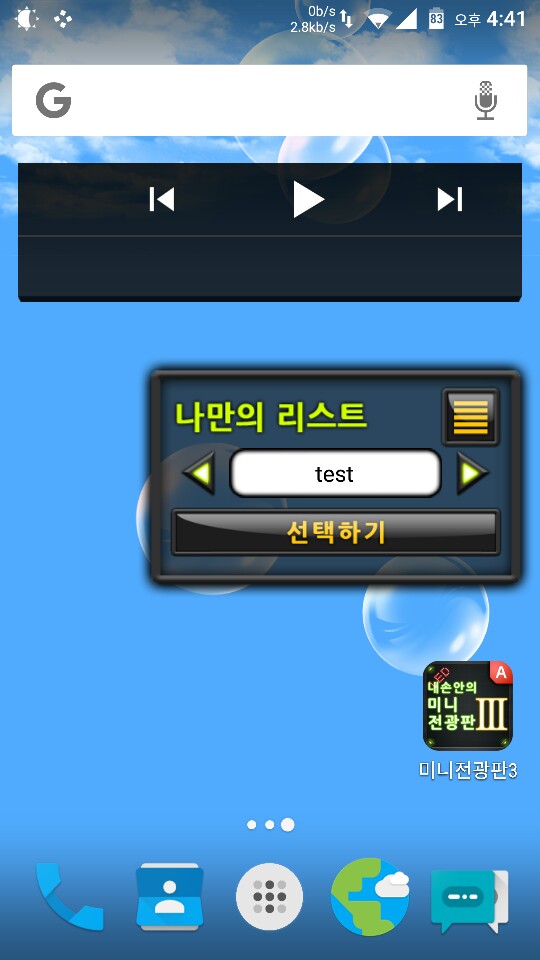 0b/s
2.8kb/s
83
오후 4:41
G
나만의 리스트
test
선택하기
A
내손안의
미니
전광판 III
미니전광판3